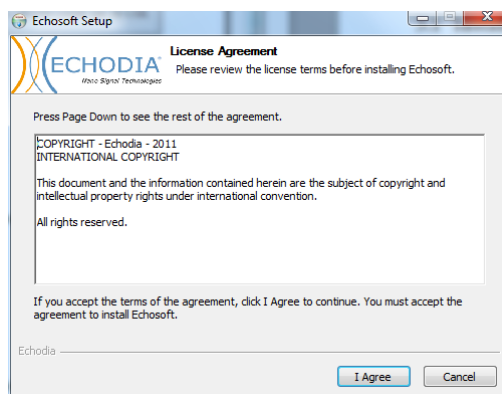 Echosoft Setup
License Agreement
Please review the license terms before installing Echosoft.
ECHODIA
Wave Signal Technologies
Press Page Down to see the rest of the agreement.
COPYRIGHT - Echodia - 2011
INTERNATIONAL COPYRIGHT
This document and the information contained herein are the subject of copyright and
intellectual property rights under international convention.
All rights reserved.
If you accept the terms of the agreement, click I Agree to continue. You must accept the
agreement to install Echosoft.
Echodia
I Agree
Cancel